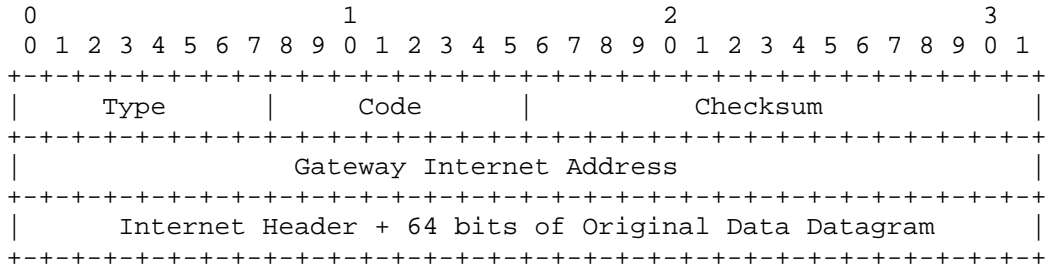 0                   1                   2                   3
 0 1 2 3 4 5 6 7 8 9 0 1 2 3 4 5 6 7 8 9 0 1 2 3 4 5 6 7 8 9 0 1
+-+-+-+-+-+-+-+-+-+-+-+-+-+-+-+-+-+-+-+-+-+-+-+-+-+-+-+-+-+-+-+-+
|     Type      |     Code      |          Checksum             |
+-+-+-+-+-+-+-+-+-+-+-+-+-+-+-+-+-+-+-+-+-+-+-+-+-+-+-+-+-+-+-+-+
|                 Gateway Internet Address                      |
+-+-+-+-+-+-+-+-+-+-+-+-+-+-+-+-+-+-+-+-+-+-+-+-+-+-+-+-+-+-+-+-+
|      Internet Header + 64 bits of Original Data Datagram      |
+-+-+-+-+-+-+-+-+-+-+-+-+-+-+-+-+-+-+-+-+-+-+-+-+-+-+-+-+-+-+-+-+